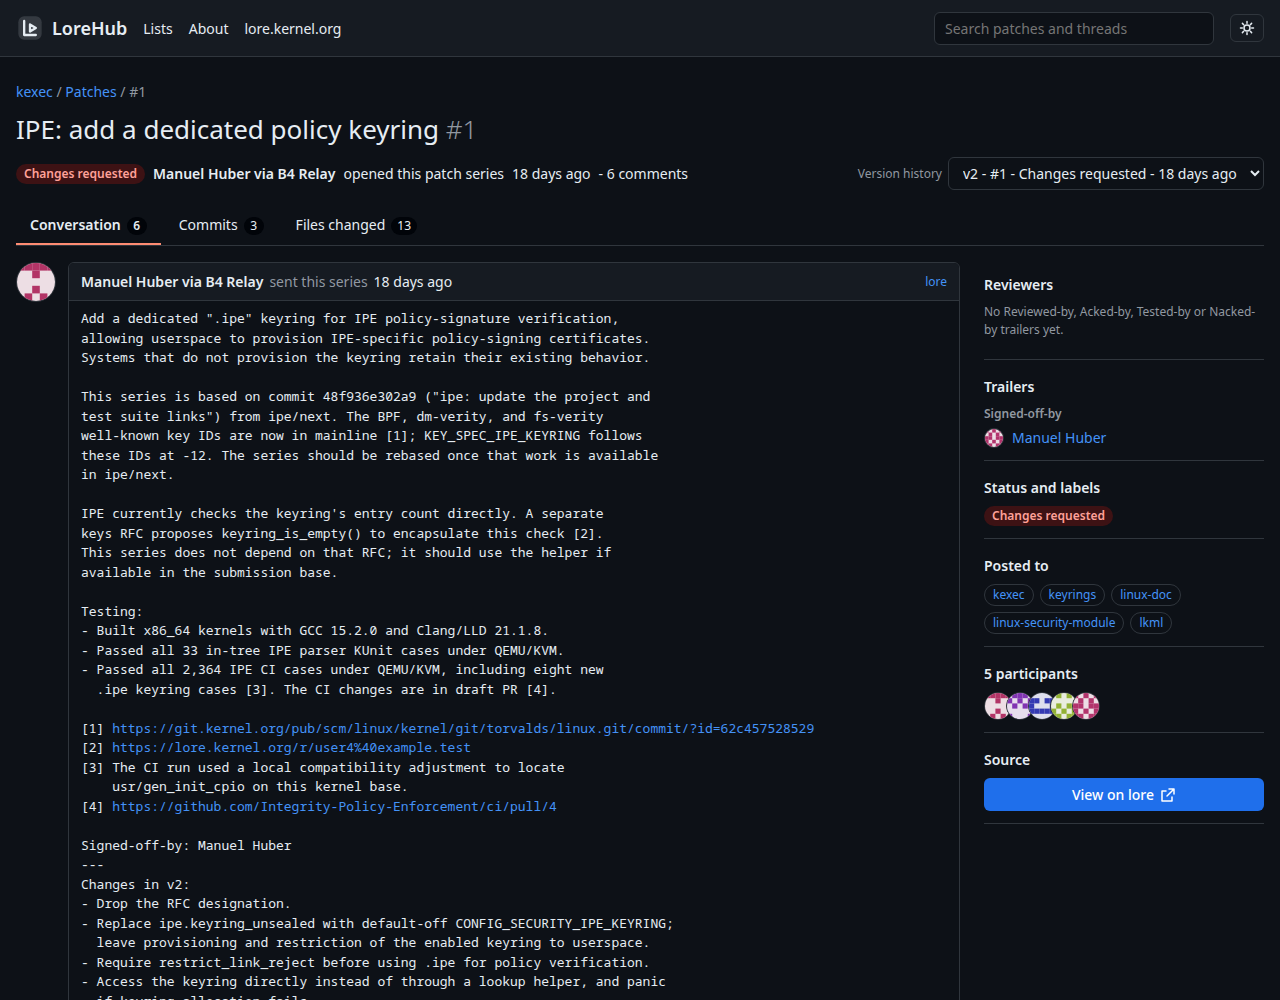 LoreHub Lists About lore.kernel.org Search patches and threads
kexec / Patches / #1
IPE: add a dedicated policy keyring #1
Changes requested Manuel Huber via B4 Relay opened this patch series 18 days ago - 6 comments
Version history v2 - #1 - Changes requested - 18 days ago
Conversation 6 Commits 3 Files changed 13
Manuel Huber via B4 Relay sent this series 18 days ago lore
Add a dedicated ".ipe" keyring for IPE policy-signature verification,
allowing userspace to provision IPE-specific policy-signing certificates.
Systems that do not provision the keyring retain their existing behavior.
This series is based on commit 48f936e302a9 ("ipe: update the project and
test suite links") from ipe/next. The BPF, dm-verity, and fs-verity
well-known key IDs are now in mainline [1]; KEY_SPEC_IPE_KEYRING follows
these IDs at -12. The series should be rebased once that work is available
in ipe/next.
IPE currently checks the keyring's entry count directly. A separate
keys RFC proposes keyring_is_empty() to encapsulate this check [2].
This series does not depend on that RFC; it should use the helper if
available in the submission base.
Testing:
- Built x86_64 kernels with GCC 15.2.0 and Clang/LLD 21.1.8.
- Passed all 33 in-tree IPE parser KUnit cases under QEMU/KVM.
- Passed all 2,364 IPE CI cases under QEMU/KVM, including eight new
.ipe keyring cases [3]. The CI changes are in draft PR [4].
[1] https://git.kernel.org/pub/scm/linux/kernel/git/torvalds/linux.git/commit/?id=62c457528529
[2] https://lore.kernel.org/r/user4%40example.test
[3] The CI run used a local compatibility adjustment to locate
usr/gen_init_cpio on this kernel base.
[4] https://github.com/Integrity-Policy-Enforcement/ci/pull/4
Signed-off-by: Manuel Huber
---
Changes in v2:
- Drop the RFC designation.
- Replace ipe.keyring_unsealed with default-off CONFIG_SECURITY_IPE_KEYRING;
leave provisioning and restriction of the enabled keyring to userspace.
- Require restrict_link_reject before using .ipe for policy verification.
- Access the keyring directly instead of through a lookup helper, and panic
if keyring allocation fails.
Reviewers
No Reviewed-by, Acked-by, Tested-by or Nacked-
by trailers yet.
Trailers
Signed-off-by
Manuel Huber
Status and labels
Changes requested
Posted to
kexec keyrings linux-doc
linux-security-module lkml
5 participants
Source
View on lore